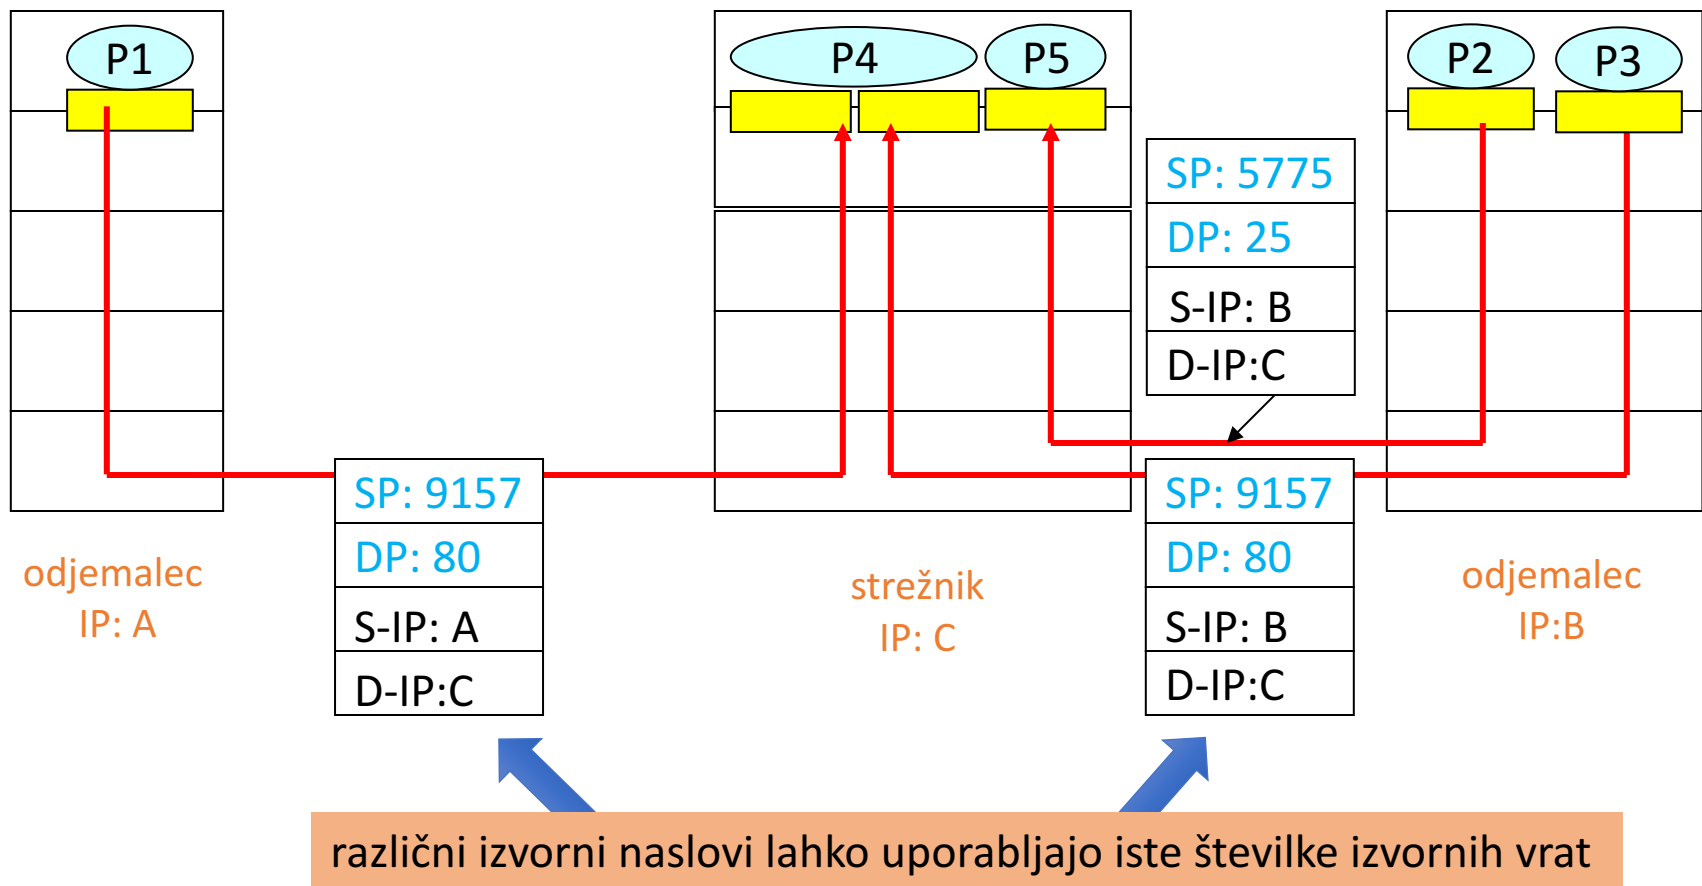 P1
P4
P5
P2
P3
SP: 5775
DP: 25
S-IP: B
D-IP:C
SP: 9157
DP: 80
S-IP: A
D-IP:C
SP: 9157
DP: 80
S-IP: B
D-IP:C
odjemalec
IP: A
strežnik
IP: C
odjemalec
IP:B
različni izvorni naslovi lahko uporabljajo iste številke izvornih vrat